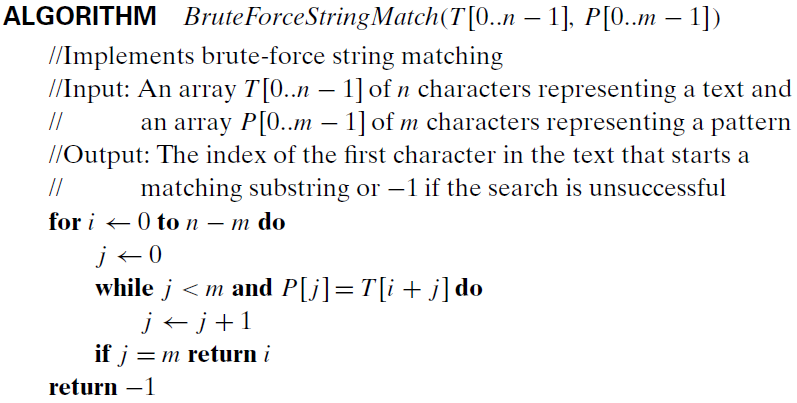 ALGORITHM BruteForceStringMatch(T[0..n − 1], P[0..m − 1])
//Implements brute-force string matching
//Input: An array T[0..n − 1] of n characters representing a text and
// an array P[0..m − 1] of m characters representing a pattern
//Output: The index of the first character in the text that starts a
// matching substring or −1 if the search is unsuccessful
for i ← 0 to n − m do
j ← 0
while j < m and P[j] = T[i + j] do
j ← j + 1
if j = m return i
return −1